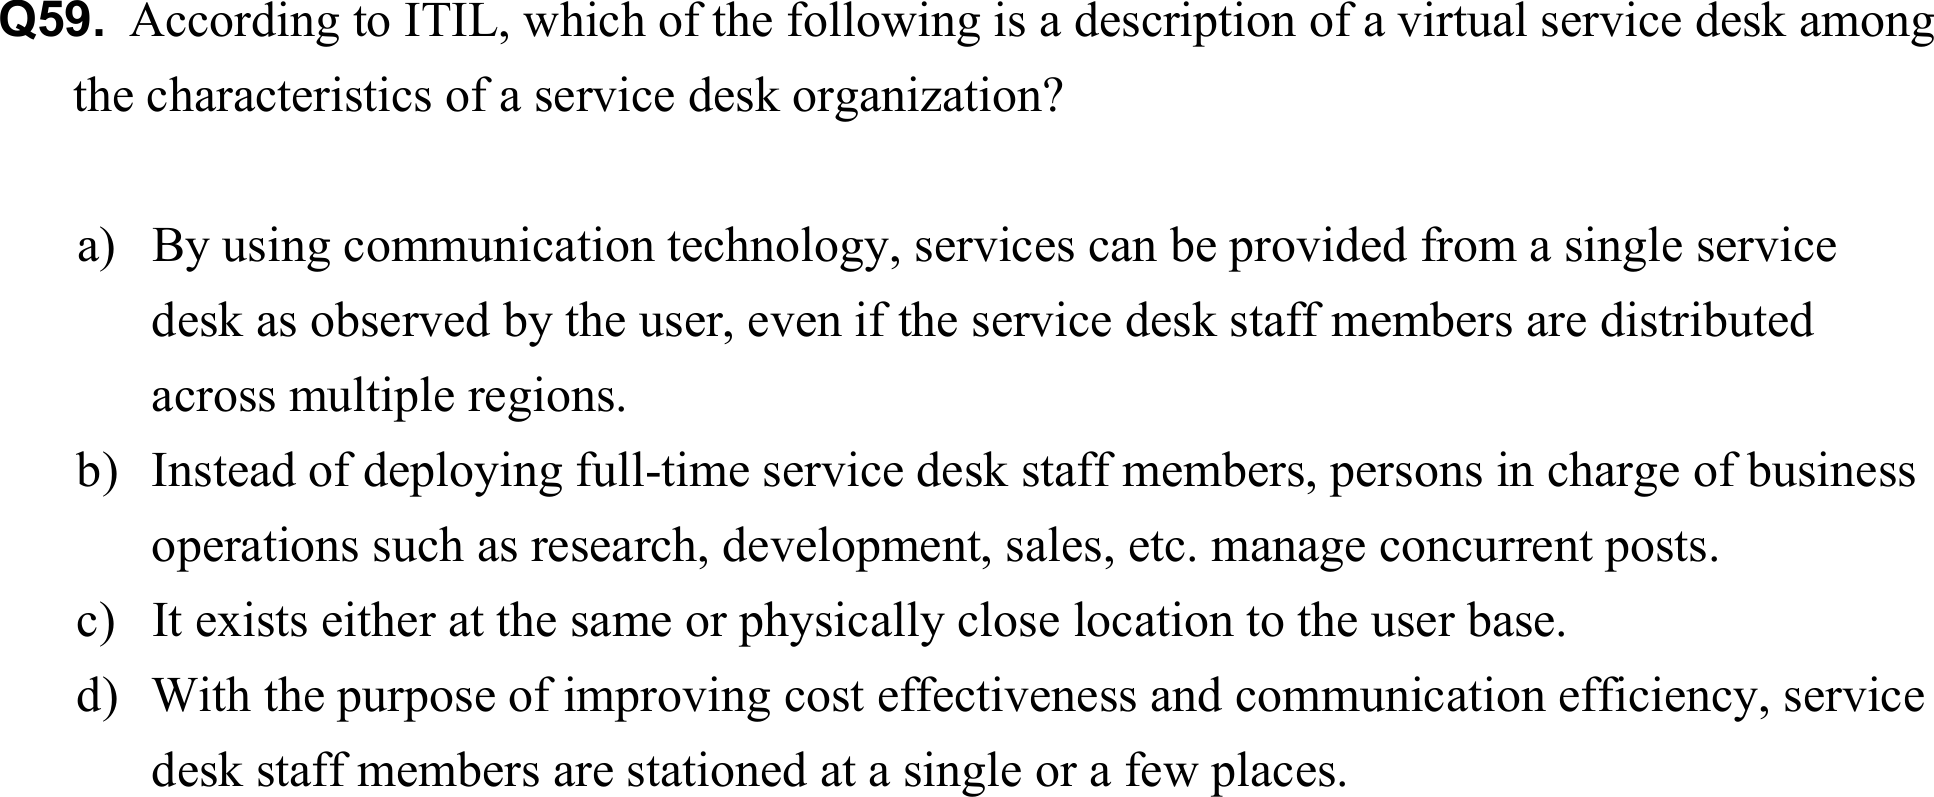 Q59. According to ITIL, which of the following is a description of a virtual service desk among
the characteristics of a service desk organization?
a) By using communication technology, services can be provided from a single service
desk as observed by the user, even if the service desk staff members are distributed
across multiple regions.
b) Instead of deploying full-time service desk staff members, persons in charge of business
operations such as research, development, sales, etc. manage concurrent posts.
c) It exists either at the same or physically close location to the user base.
d) With the purpose of improving cost effectiveness and communication efficiency, service
desk staff members are stationed at a single or a few places.